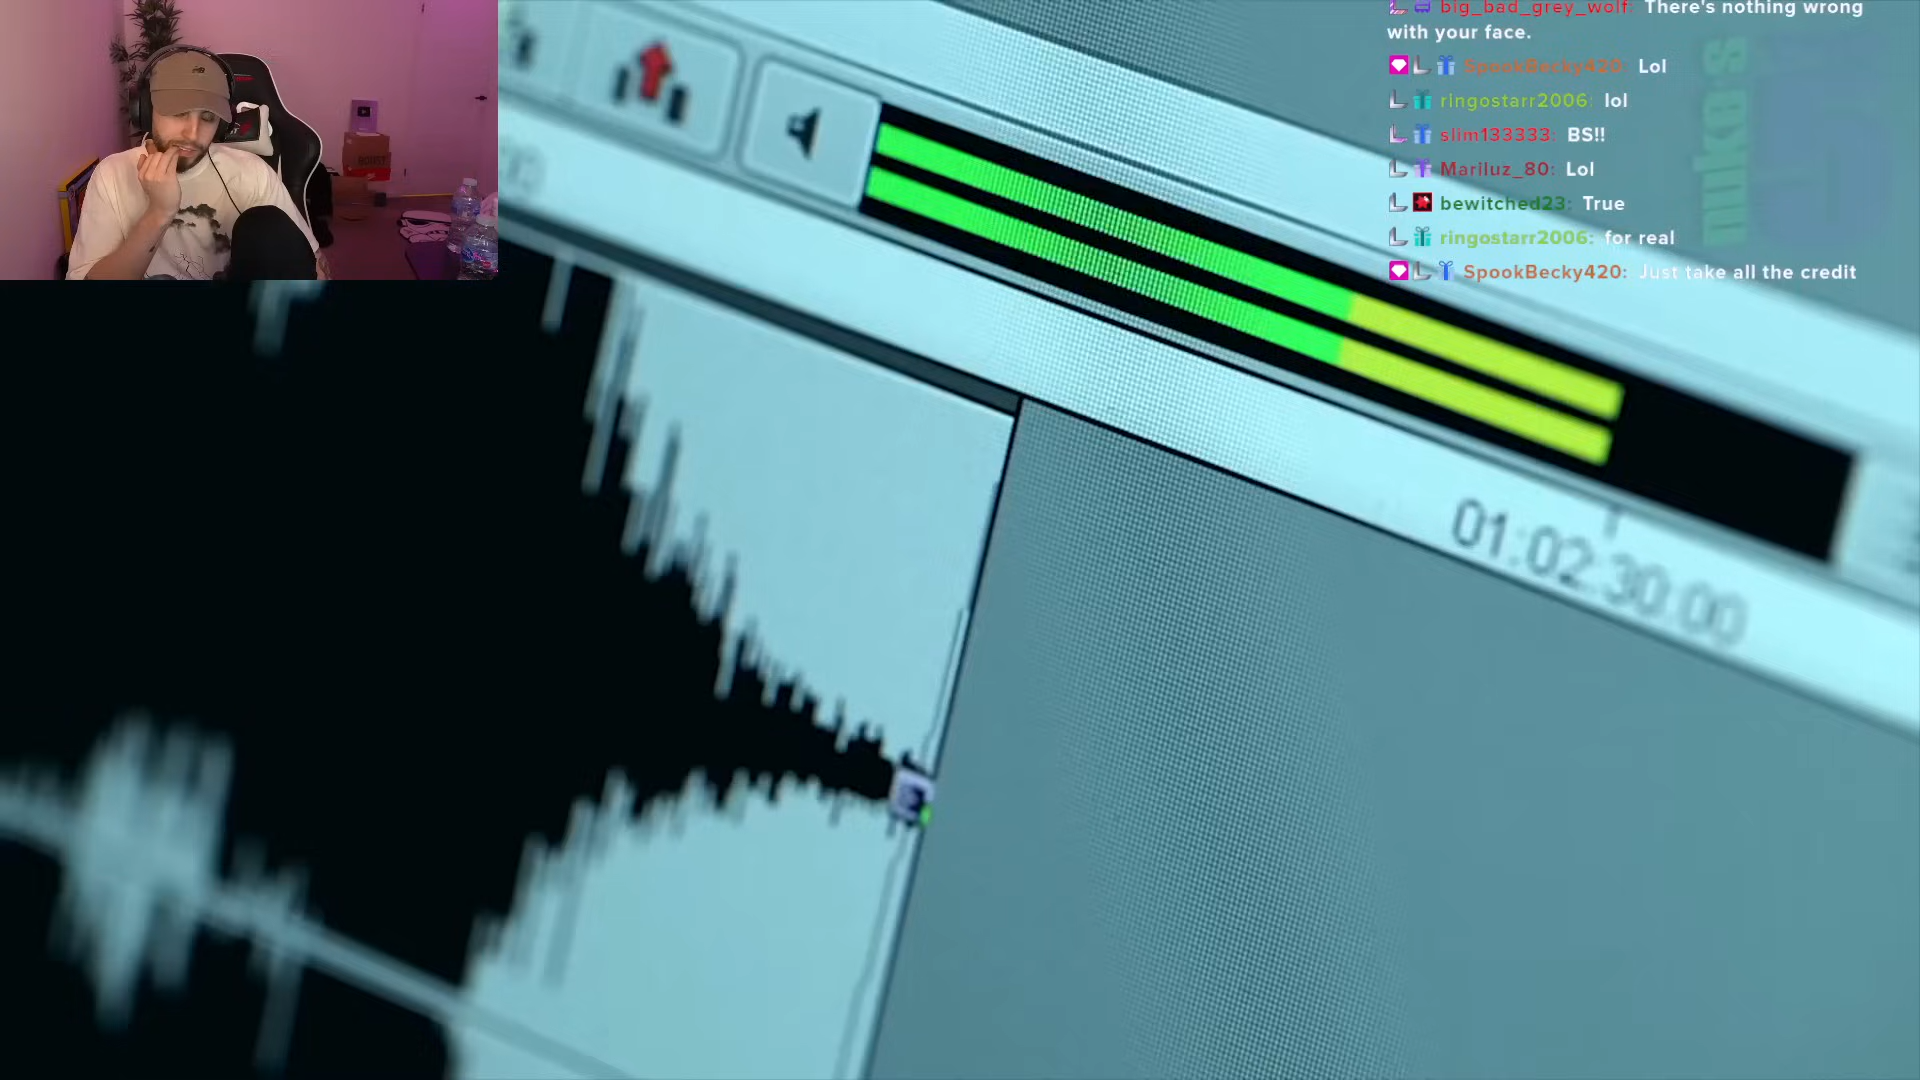 big_bad_grey_wolf: There's nothing wrong
with your face.
SpookBecky420: Lol
ringostarr2006: lol
slim133333: BS!!
Mariluz_80: Lol
bewitched23: True
ringostarr2006: for real
SpookBecky420: Just take all the credit
BOOST
01:02:30:00